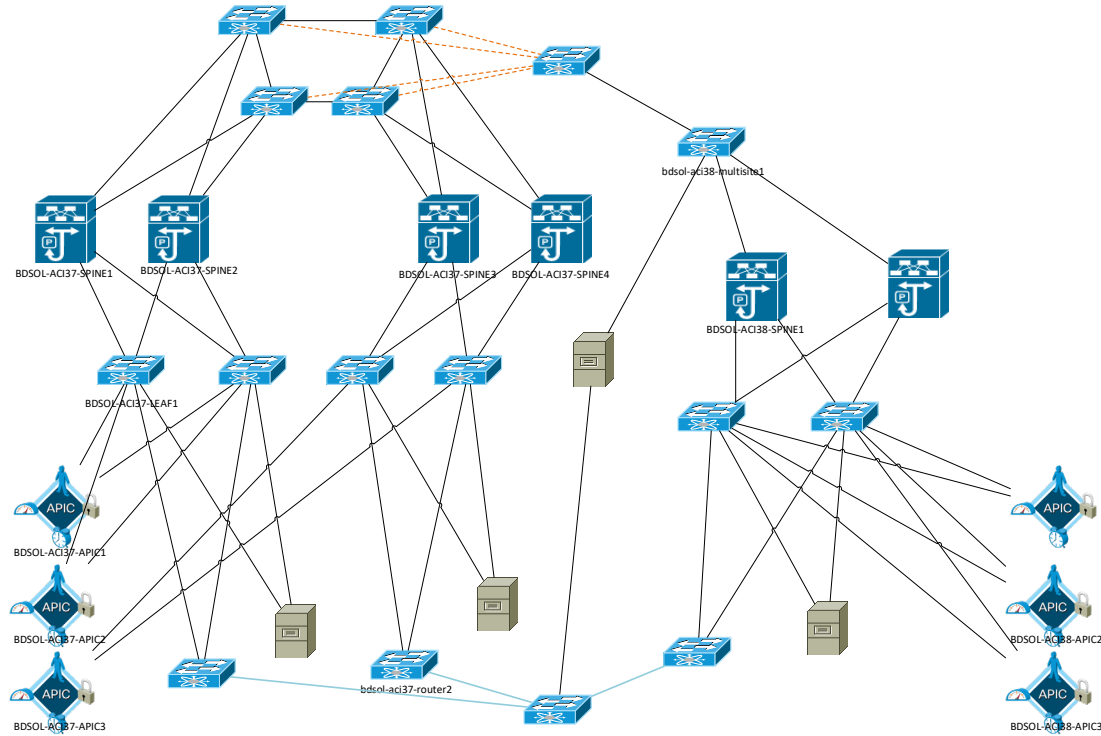 bdsol-aci38-multisite1
P
P
P
P
BDSOL-ACI37-SPINE1
BDSOL-ACI37-SPINE2
BDSOL-ACI37-SPINE3
BDSOL-ACI37-SPINE4
P
P
BDSOL-ACI38-SPINE1
BDSOL-ACI37-LEAF1
APIC
BDSOL-ACI37-APIC1
APIC
APIC
BDSOL-ACI37-APIC2
APIC
BDSOL-ACI38-APIC2
bdsol-aci37-router2
APIC
BDSOL-ACI37-APIC3
APIC
BDSOL-ACI38-APIC3